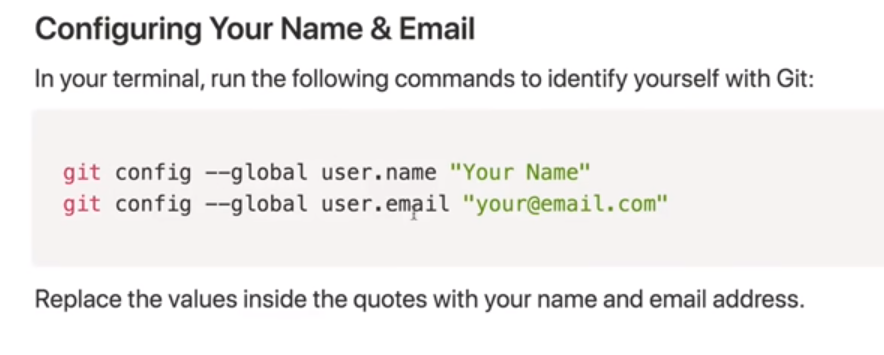 Configuring Your Name & Email
In your terminal, run the following commands to identify yourself with Git:
git config --global user.name "Your Name"
git config --global user.email "your@email.com"
Replace the values inside the quotes with your name and email address.